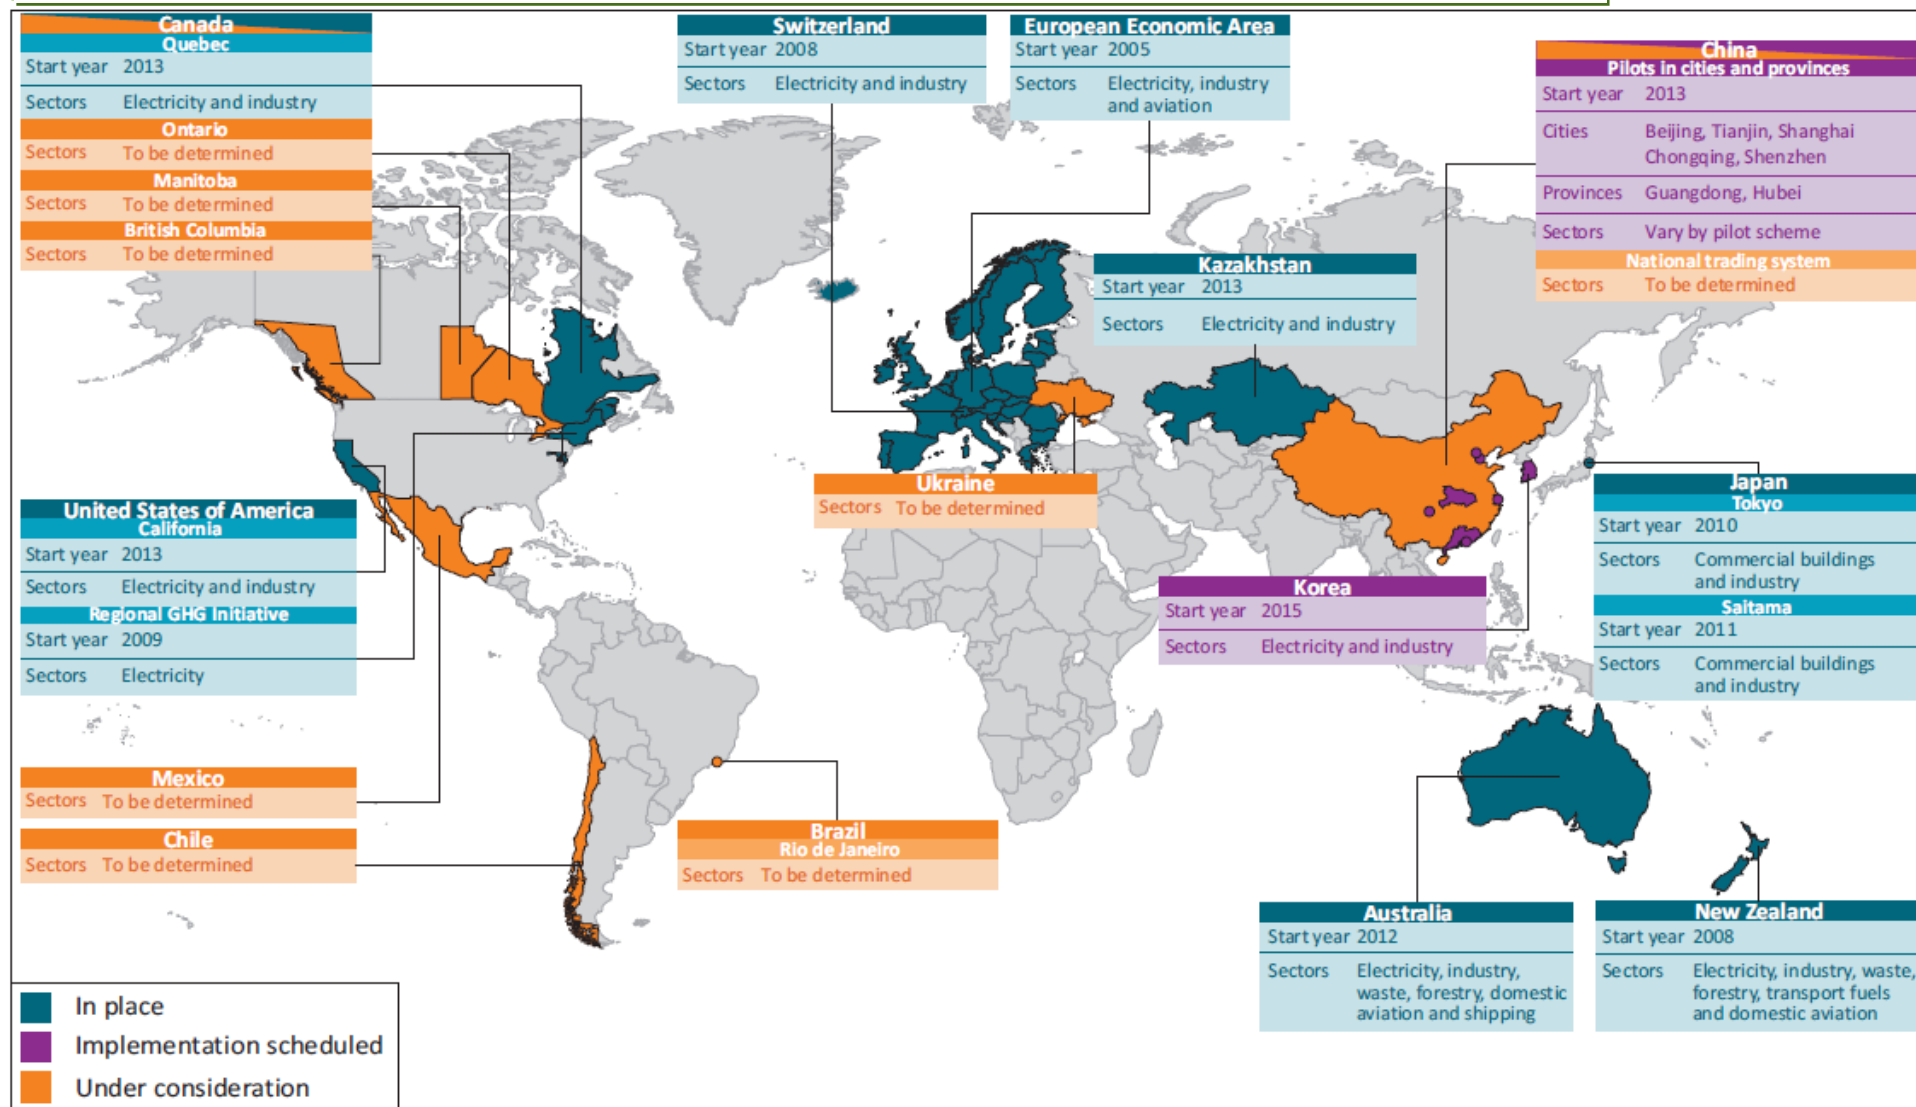 Canada
Quebec
Start year 2013
Sectors Electricity and industry
Ontario
Sectors To be determined
Manitoba
Sectors To be determined
British Columbia
Sectors To be determined
Switzerland
Start year 2008
Sectors Electricity and industry
European Economic Area
Start year 2005
Sectors Electricity, industry
and aviation
China
Pilots in cities and provinces
Start year 2013
Cities Beijing, Tianjin, Shanghai
Chongqing, Shenzhen
Provinces Guangdong, Hubei
Sectors Vary by pilot scheme
National trading system
Sectors To be determined
Kazakhstan
Start year 2013
Sectors Electricity and industry
Ukraine
Sectors To be determined
United States of America
California
Start year 2013
Sectors Electricity and industry
Regional GHG Initiative
Start year 2009
Sectors Electricity
Korea
Start year 2015
Sectors Electricity and industry
Japan
Tokyo
Start year 2010
Sectors Commercial buildings
and industry
Saitama
Start year 2011
Sectors Commercial buildings
and industry
Mexico
Sectors To be determined
Chile
Sectors To be determined
Brazil
Rio de Janeiro
Sectors To be determined
Australia
Start year 2012
Sectors Electricity, industry,
waste, forestry, domestic
aviation and shipping
New Zealand
Start year 2008
Sectors Electricity, industry, waste,
forestry, transport fuels
and domestic aviation
In place
Implementation scheduled
Under consideration